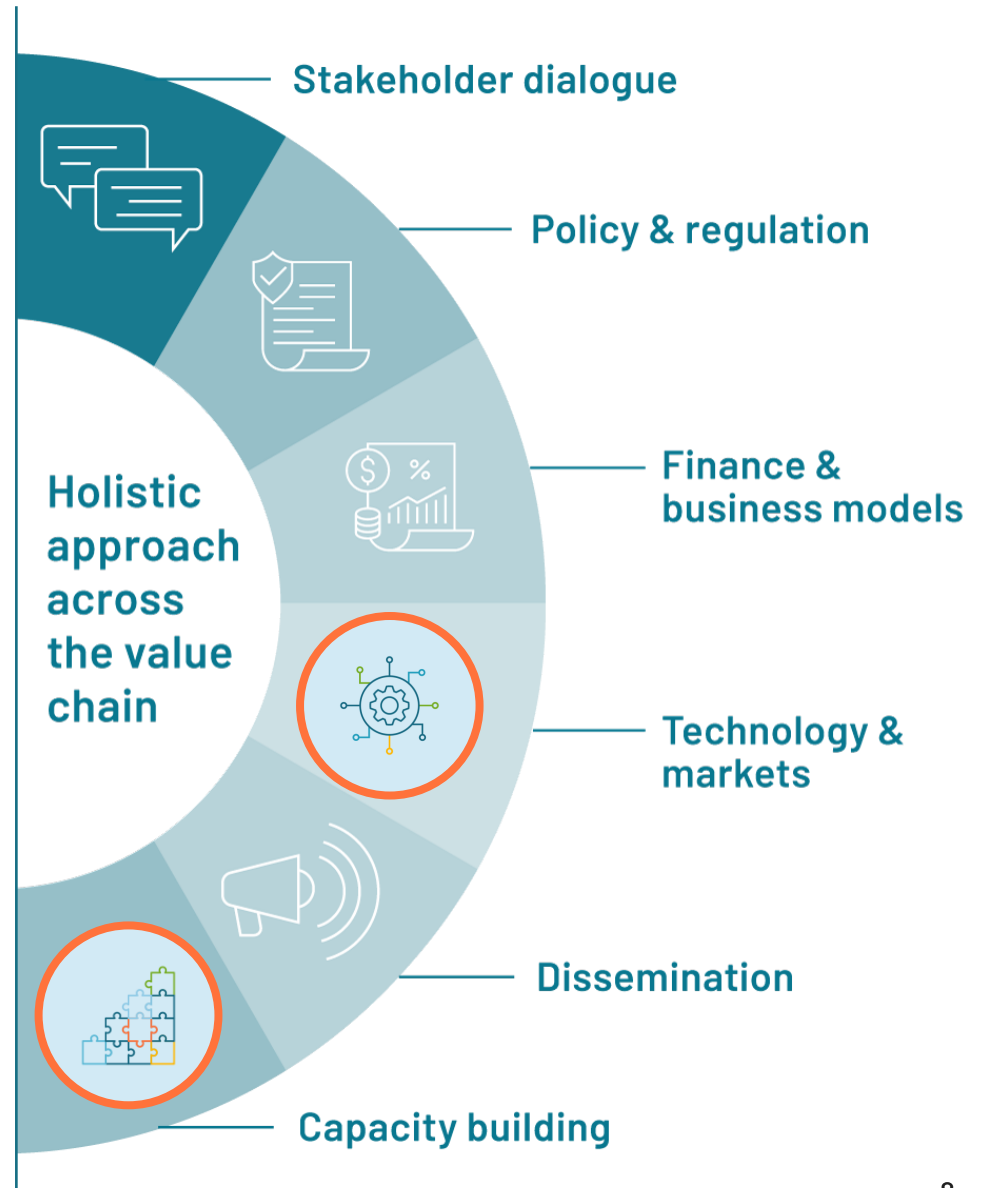 Stakeholder dialogue
Policy & regulation
Finance &
business models
Holistic
approach
across
the value
chain
$
%
Technology &
markets
Dissemination
Capacity building